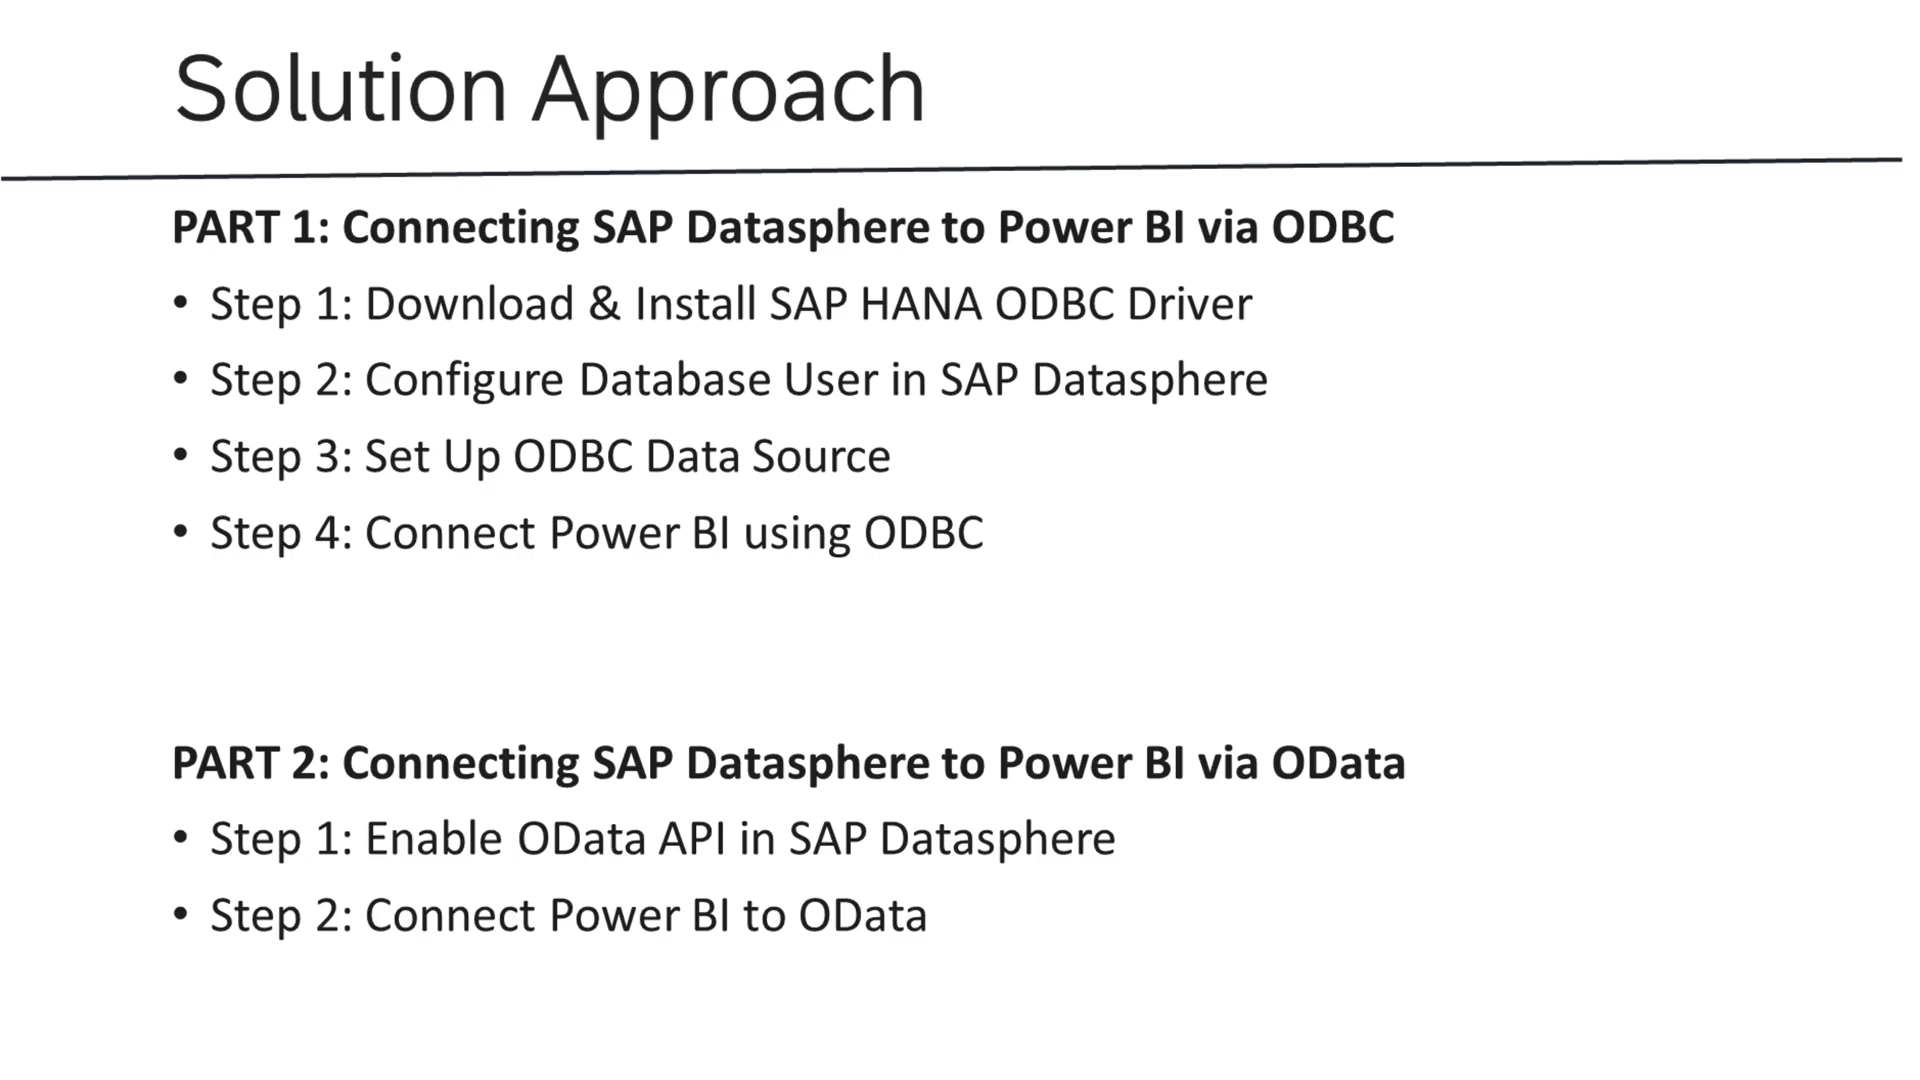 Solution Approach
PART 1: Connecting SAP Datasphere to Power BI via ODBC
• Step 1: Download & Install SAP HANA ODBC Driver
• Step 2: Configure Database User in SAP Datasphere
• Step 3: Set Up ODBC Data Source
• Step 4: Connect Power BI using ODBC
PART 2: Connecting SAP Datasphere to Power BI via OData
• Step 1: Enable OData API in SAP Datasphere
• Step 2: Connect Power BI to OData